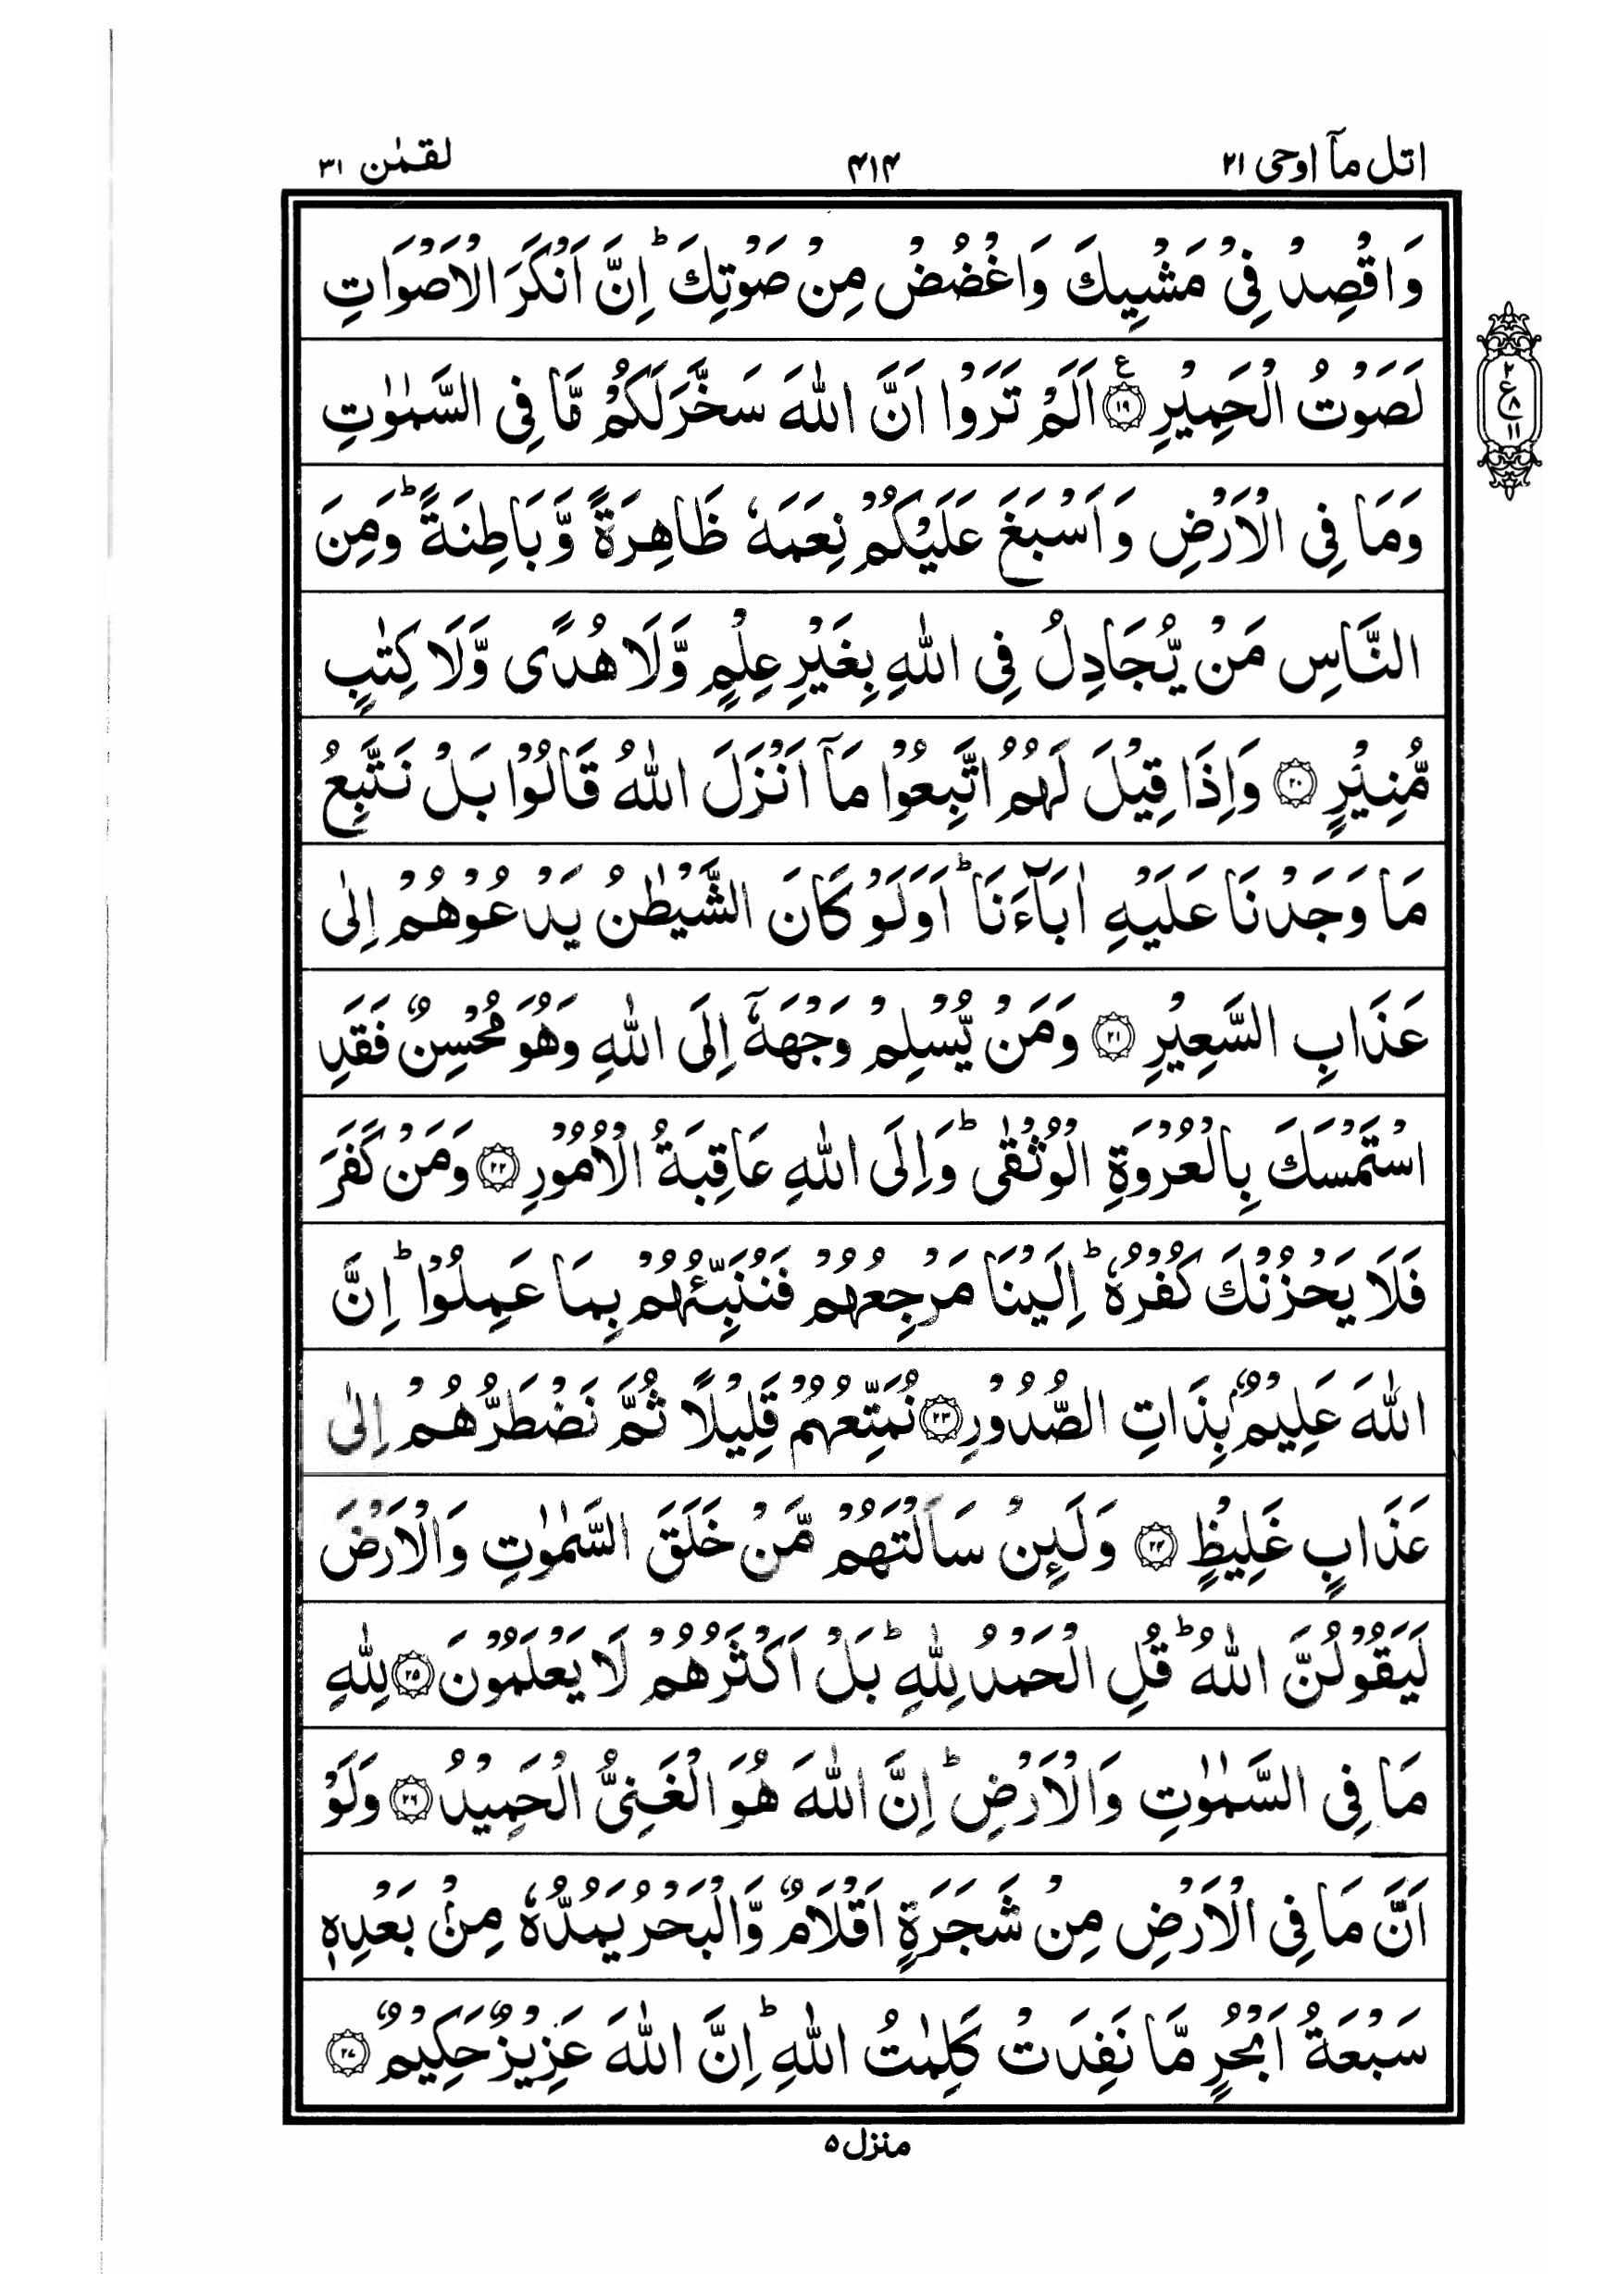 اتل مآ اوحی ۲۱ ۴۱۴ لقمٰن ۳۱
وَاقْصِدْ فِیْ مَشْیِكَ وَاغْضُضْ مِنْ صَوْتِكَ ؕ اِنَّ اَنْكَرَ الْاَصْوَاتِ
لَصَوْتُ الْحَمِیْرِ ۟﴿۱۹﴾ ع اَلَمْ تَرَوْا اَنَّ اللّٰهَ سَخَّرَ لَكُمْ مَّا فِی السَّمٰوٰتِ
۲
ع ۸
۱۱
وَمَا فِی الْاَرْضِ وَاَسْبَغَ عَلَیْكُمْ نِعَمَهٗ ظَاهِرَةً وَّبَاطِنَةً ؕ وَمِنَ
النَّاسِ مَنْ یُّجَادِلُ فِی اللّٰهِ بِغَیْرِ عِلْمٍ وَّلَا هُدًی وَّلَا كِتٰبٍ
مُّنِیْرٍ ﴿۲۰﴾ وَاِذَا قِیْلَ لَهُمُ اتَّبِعُوْا مَاۤ اَنْزَلَ اللّٰهُ قَالُوْا بَلْ نَتَّبِعُ
مَا وَجَدْنَا عَلَیْهِ اٰبَآءَنَا ؕ اَوَلَوْ كَانَ الشَّیْطٰنُ یَدْعُوْهُمْ اِلٰی
عَذَابِ السَّعِیْرِ ﴿۲۱﴾ وَمَنْ یُّسْلِمْ وَجْهَهٗۤ اِلَی اللّٰهِ وَهُوَ مُحْسِنٌ فَقَدِ
اسْتَمْسَكَ بِالْعُرْوَةِ الْوُثْقٰی ؕ وَاِلَی اللّٰهِ عَاقِبَةُ الْاُمُوْرِ ﴿۲۲﴾ وَمَنْ كَفَرَ
فَلَا یَحْزُنْكَ كُفْرُهٗ ؕ اِلَیْنَا مَرْجِعُهُمْ فَنُنَبِّئُهُمْ بِمَا عَمِلُوْا ؕ اِنَّ
اللّٰهَ عَلِیْمٌۢ بِذَاتِ الصُّدُوْرِ ﴿۲۳﴾ نُمَتِّعُهُمْ قَلِیْلًا ثُمَّ نَضْطَرُّهُمْ اِلٰی
عَذَابٍ غَلِیْظٍ ﴿۲۴﴾ وَلَىِٕنْ سَاَلْتَهُمْ مَّنْ خَلَقَ السَّمٰوٰتِ وَالْاَرْضَ
لَیَقُوْلُنَّ اللّٰهُ ؕ قُلِ الْحَمْدُ لِلّٰهِ ؕ بَلْ اَكْثَرُهُمْ لَا یَعْلَمُوْنَ ﴿۲۵﴾ لِلّٰهِ
مَا فِی السَّمٰوٰتِ وَالْاَرْضِ ؕ اِنَّ اللّٰهَ هُوَ الْغَنِیُّ الْحَمِیْدُ ﴿۲۶﴾ وَلَوْ
اَنَّ مَا فِی الْاَرْضِ مِنْ شَجَرَةٍ اَقْلَامٌ وَّالْبَحْرُ یَمُدُّهٗ مِنْۢ بَعْدِهٖ
سَبْعَةُ اَبْحُرٍ مَّا نَفِدَتْ كَلِمٰتُ اللّٰهِ ؕ اِنَّ اللّٰهَ عَزِیْزٌ حَكِیْمٌ ﴿۲۷﴾
منزل ۵